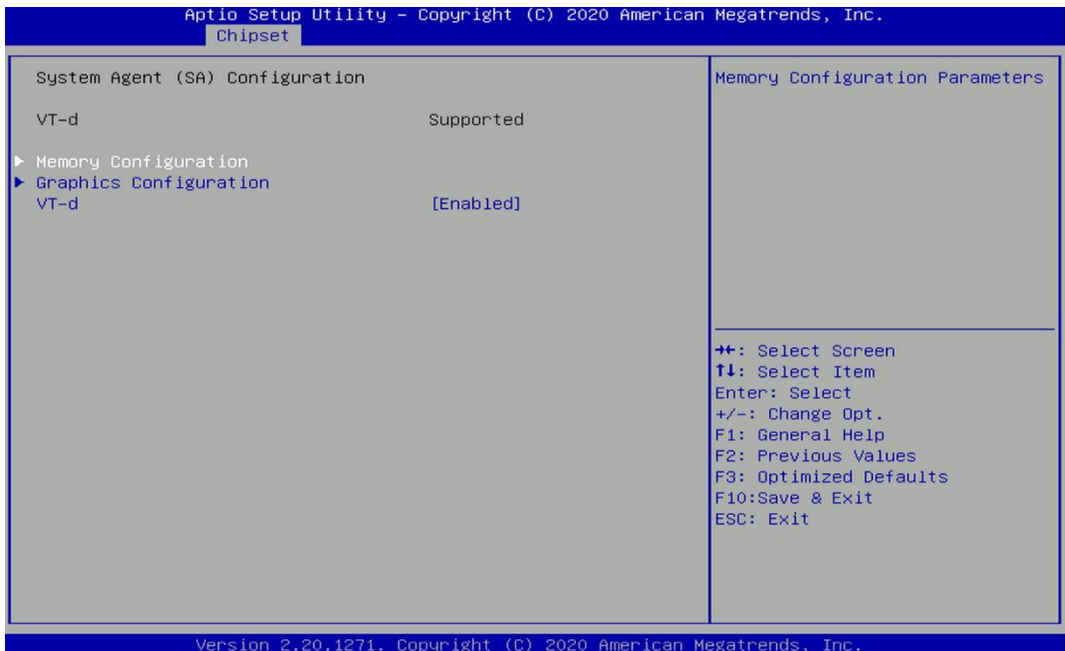 Aptio Setup Utility – Copyright (C) 2020 American Megatrends, Inc.
Chipset
System Agent (SA) Configuration
VT-d Supported
▶ Memory Configuration
▶ Graphics Configuration
VT-d [Enabled]
Memory Configuration Parameters
→←: Select Screen
↑↓: Select Item
Enter: Select
+/-: Change Opt.
F1: General Help
F2: Previous Values
F3: Optimized Defaults
F10:Save & Exit
ESC: Exit
Version 2.20.1271. Copyright (C) 2020 American Megatrends, Inc.